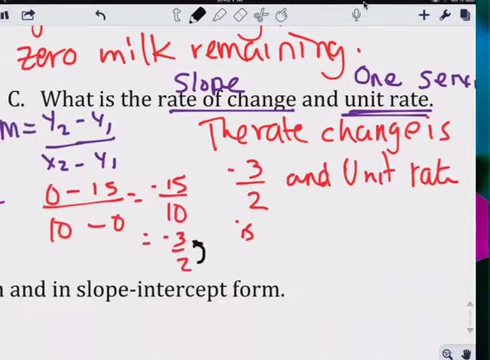 zero milk remaining.
Slope
One serv
C. What is the rate of change and unit rate.
M = Y2 - Y1
X2 - Y1
The rate change is
0 - 15 = -15
10 - 0 10
= -3
2
- 3 and Unit rate
2
is
and in slope-intercept form.